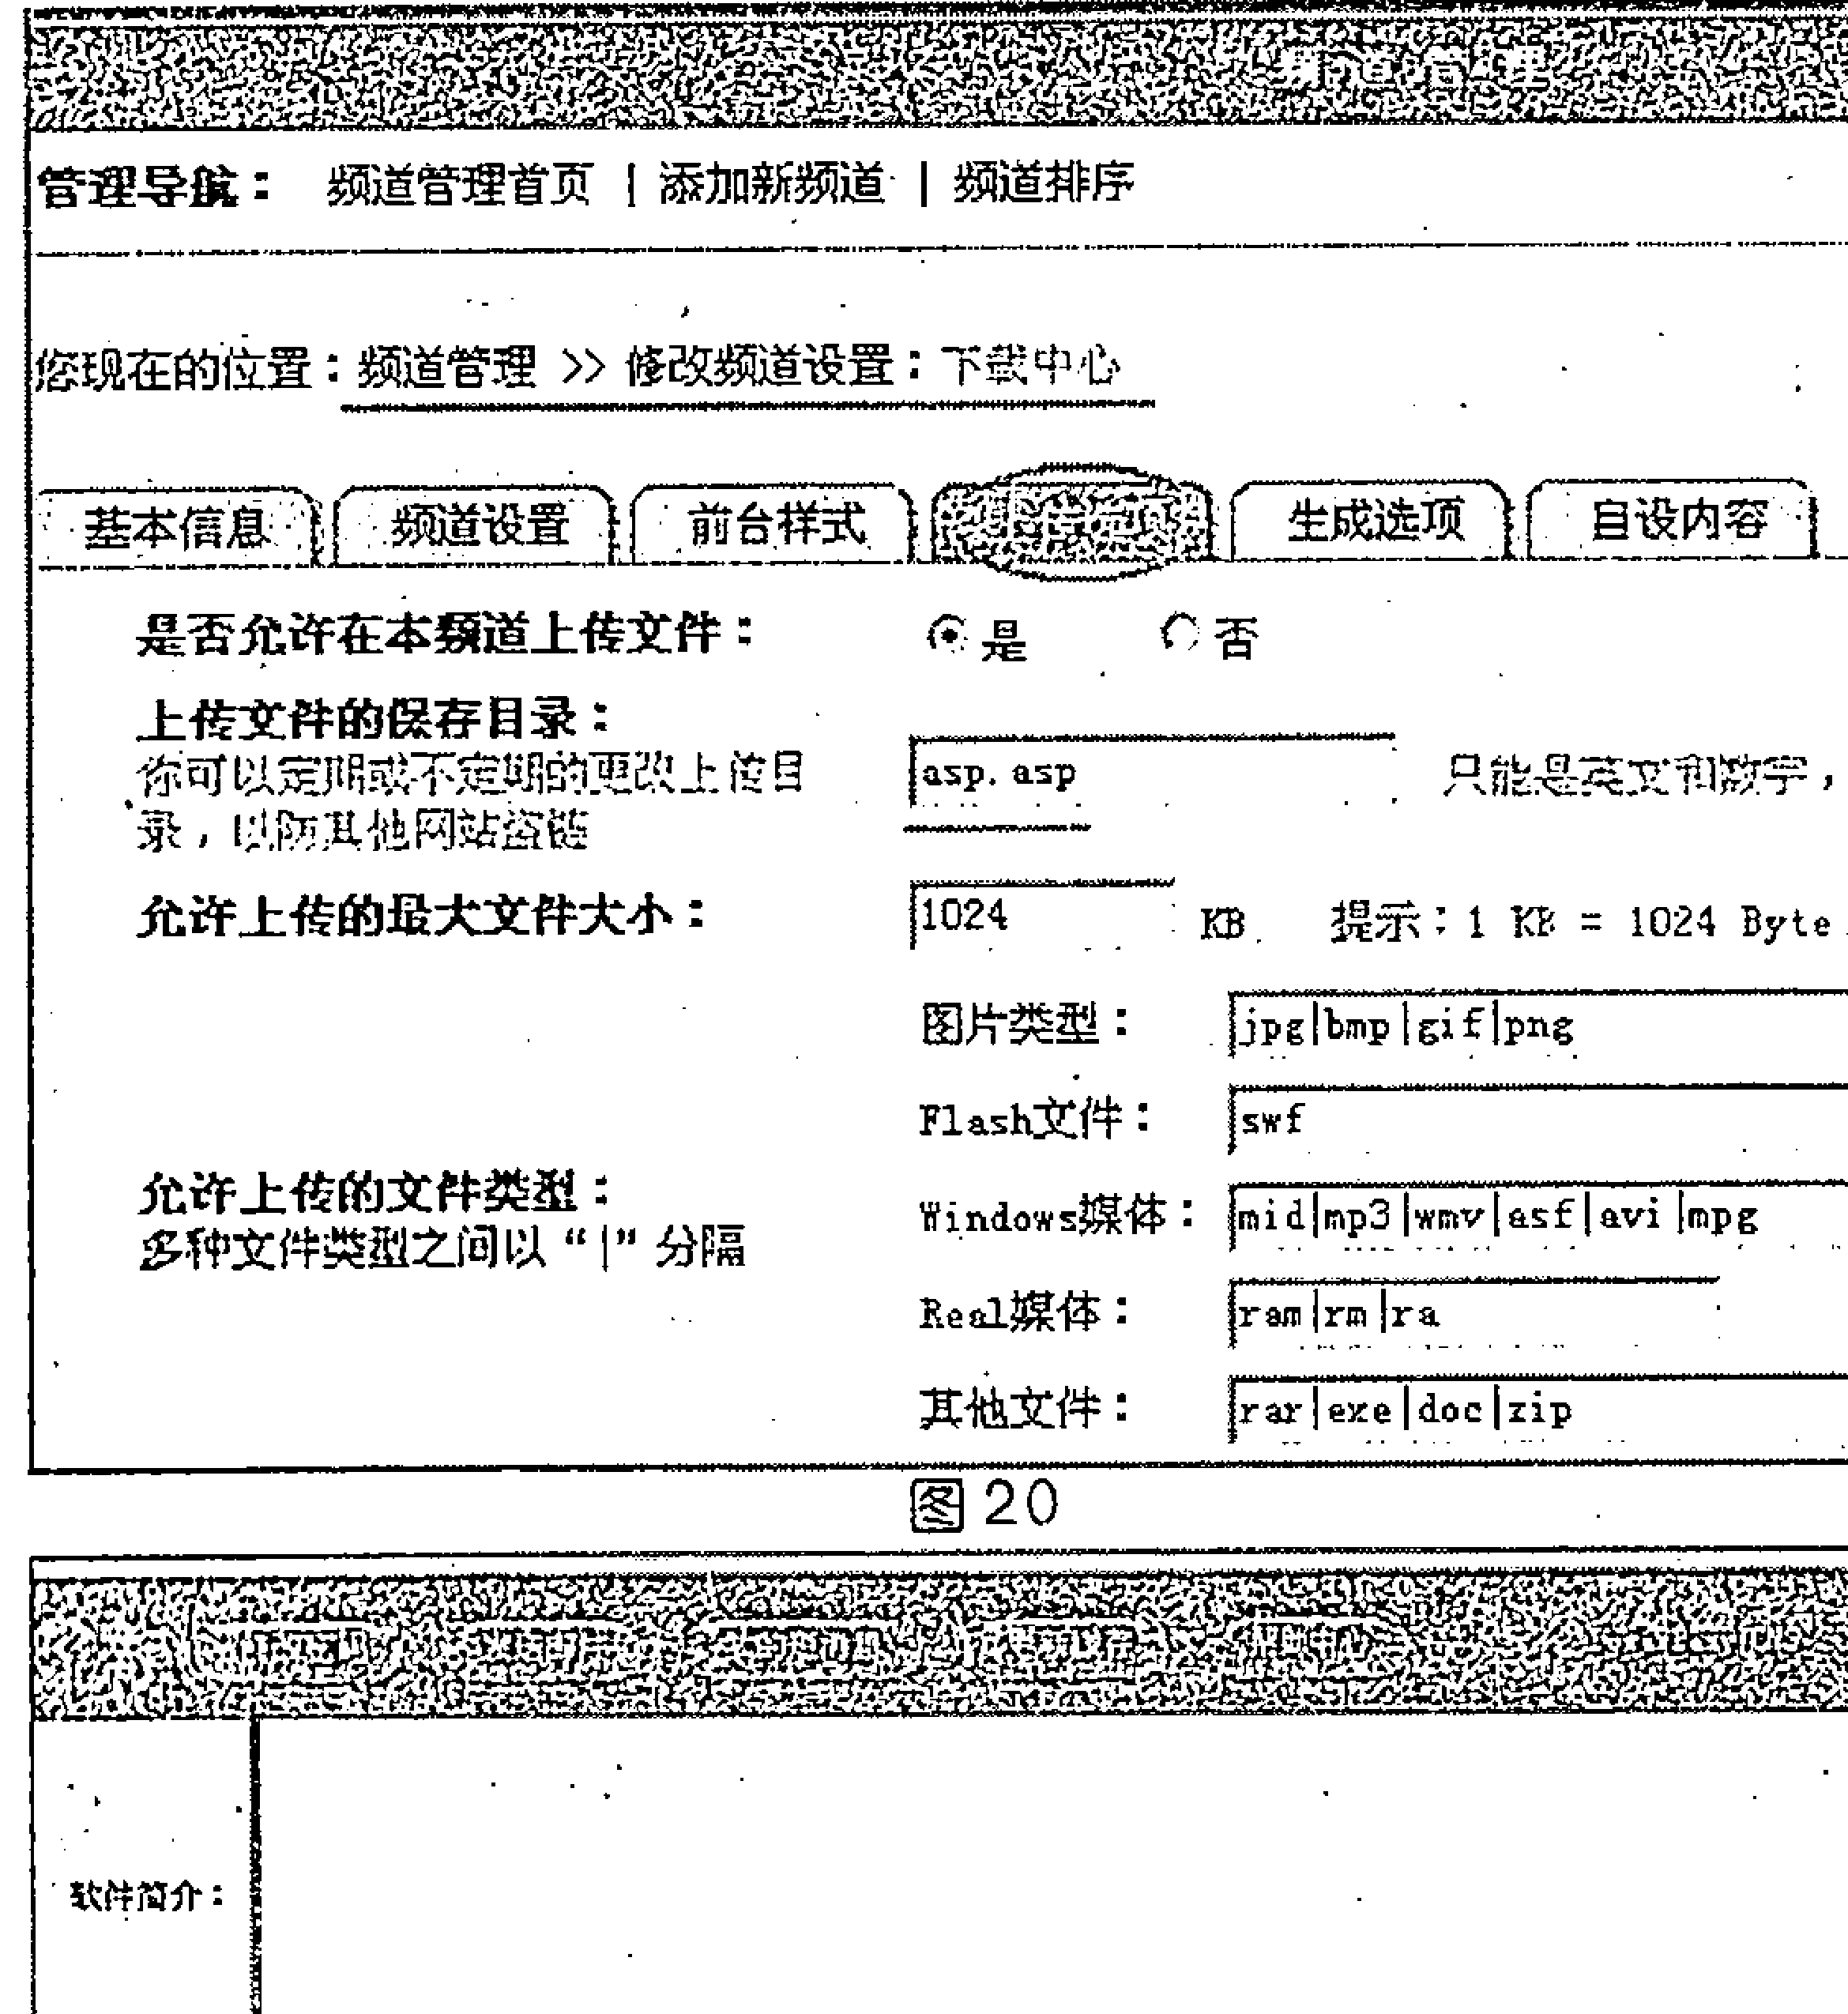 频道管理
管理导航： 频道管理首页 | 添加新频道 | 频道排序
您现在的位置：频道管理 >> 修改频道设置：下载中心
基本信息 频道设置 前台样式 上传选项 生成选项 自设内容
是否允许在本频道上传文件： 是 否
上传文件的保存目录：
你可以定期或不定期的更改上传目
录，以防其他网站盗链
asp.asp 只能是英文和数字，
允许上传的最大文件大小： 1024 KB 提示：1 KB = 1024 Byte
图片类型： jpg|bmp|gif|png
Flash文件： swf
允许上传的文件类型：
多种文件类型之间以“|”分隔
Windows媒体： mid|mp3|wmv|asf|avi|mpg
Real媒体： ram|rm|ra
其他文件： rar|exe|doc|zip
图 20
软件简介：